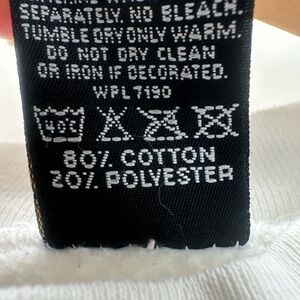 SEPARATELY. NO BLEACH.
TUMBLE DRY ONLY WARM.
DO NOT DRY CLEAN
OR IRON IF DECORATED.
WPL 7190
80% COTTON
20% POLYESTER